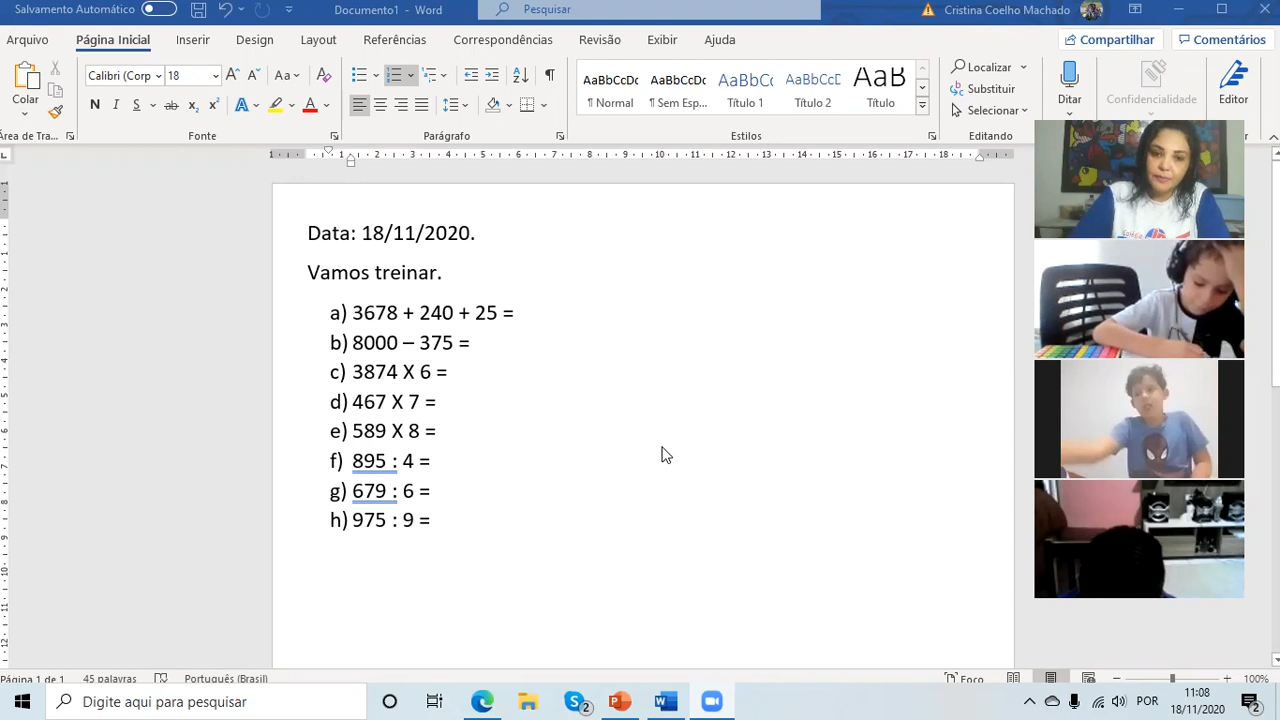 Salvamento Automático
Documento1 - Word
Pesquisar
Cristina Coelho Machado
Arquivo Página Inicial Inserir Design Layout Referências Correspondências Revisão Exibir Ajuda
Compartilhar Comentários
Colar
Calibri (Corp 18
AaBbCcDc AaBbCcDc AaBbCc AaBbCcD AaB
¶ Normal ¶ Sem Esp... Título 1 Título 2 Título
Localizar
Substituir
Selecionar
Ditar
Confidencialidade
Editor
Área de Tra... Fonte Parágrafo Estilos Editando
Data: 18/11/2020.
Vamos treinar.
a) 3678 + 240 + 25 =
b) 8000 – 375 =
c) 3874 X 6 =
d) 467 X 7 =
e) 589 X 8 =
f) 895 : 4 =
g) 679 : 6 =
h) 975 : 9 =
Página 1 de 1 45 palavras Português (Brasil) Foco 100%
Digite aqui para pesquisar
POR
11:08
18/11/2020